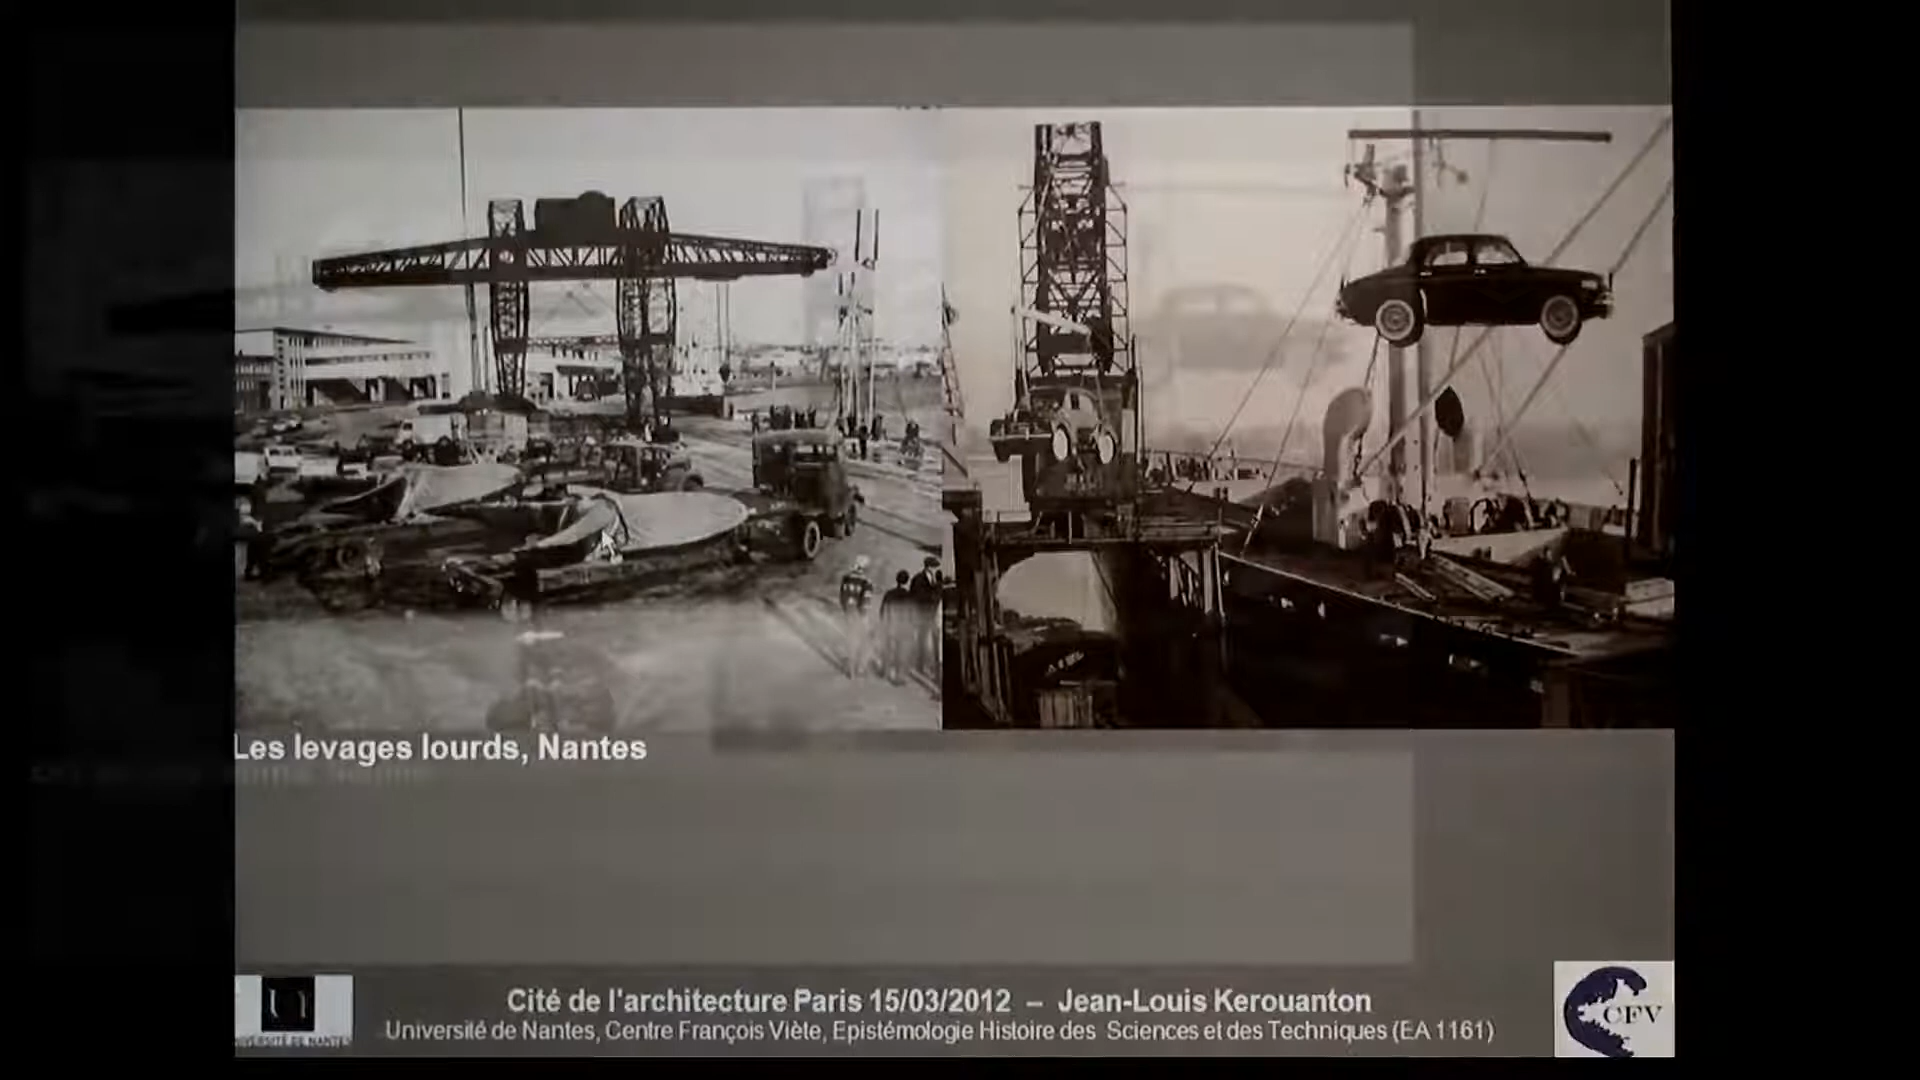 Les levages lourds, Nantes
Cité de l'architecture Paris 15/03/2012 – Jean-Louis Kerouanton
Université de Nantes, Centre François Viète, Epistémologie Histoire des Sciences et des Techniques (EA 1161)
CFV